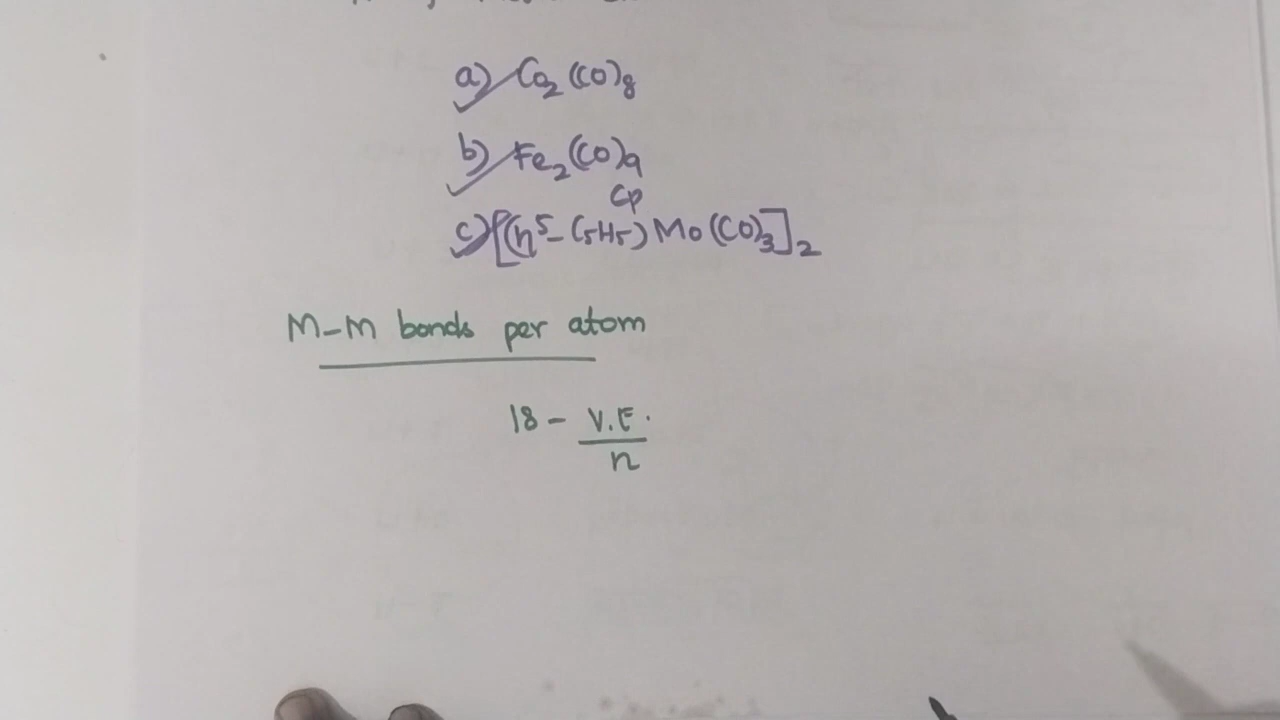 a) Co₂(CO)₈
b) Fe₂(CO)₉
Cp
c) [(η⁵-C₅H₅)Mo(CO)₃]₂
M-M bonds per atom
18 - V.E.
n